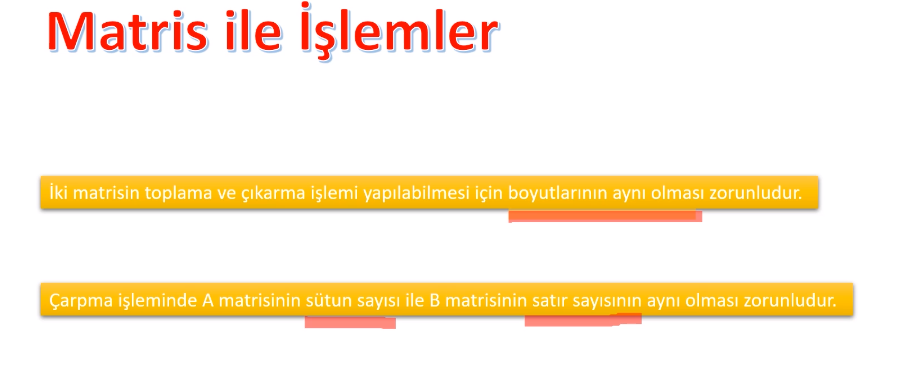 Matris ile İşlemler
İki matrisin toplama ve çıkarma işlemi yapılabilmesi için boyutlarının aynı olması zorunludur.
Çarpma işleminde A matrisinin sütun sayısı ile B matrisinin satır sayısının aynı olması zorunludur.